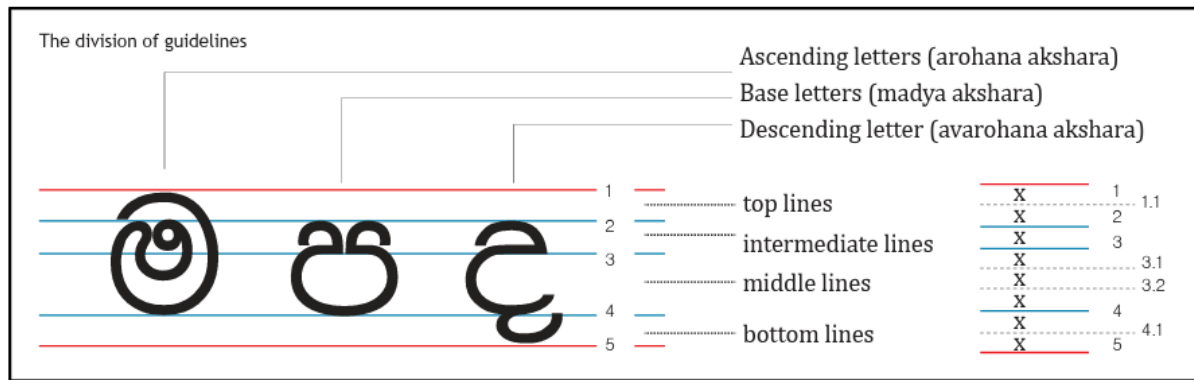 The division of guidelines
Ascending letters (arohana akshara)
Base letters (madya akshara)
Descending letter (avarohana akshara)
ම ප ද
1
2
3
4
5
top lines
intermediate lines
middle lines
bottom lines
x 1
1.1
x 2
x 3
x 3.1
x 3.2
x 4
x 4.1
x 5